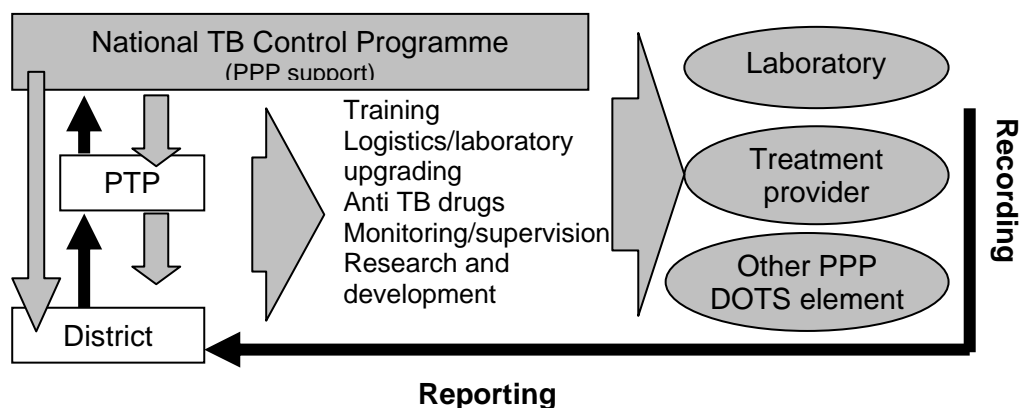 National TB Control Programme
(PPP support)
PTP
District
Training
Logistics/laboratory
upgrading
Anti TB drugs
Monitoring/supervision
Research and
development
Laboratory
Treatment
provider
Other PPP
DOTS element
Recording
Reporting